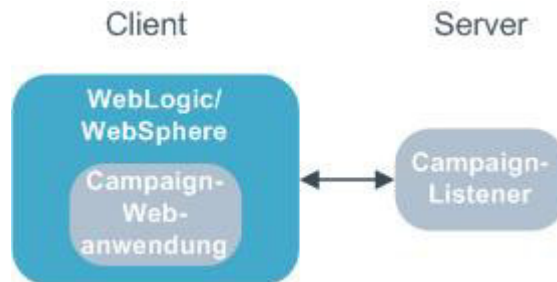 Client
Server
WebLogic/
WebSphere
Campaign-
Web-
anwendung
Campaign-
Listener